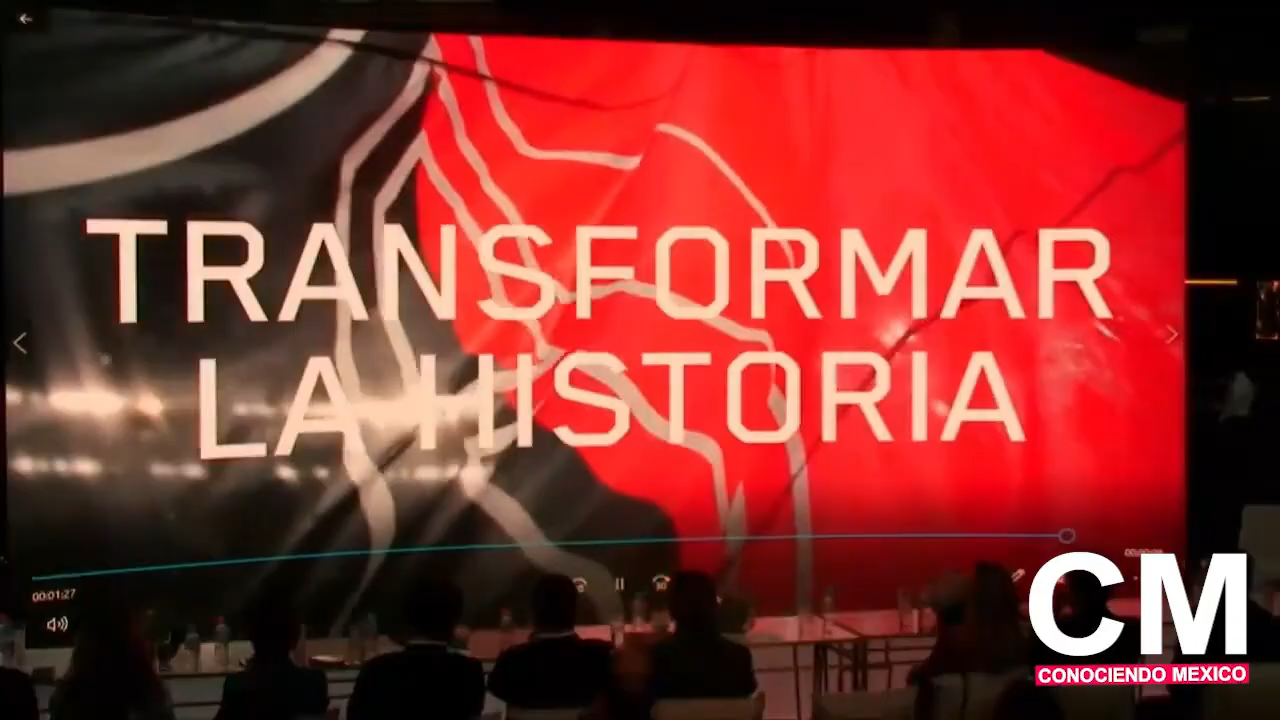 TRANSFORMAR
LA HISTORIA
00:01:27
CM
CONOCIENDO MEXICO